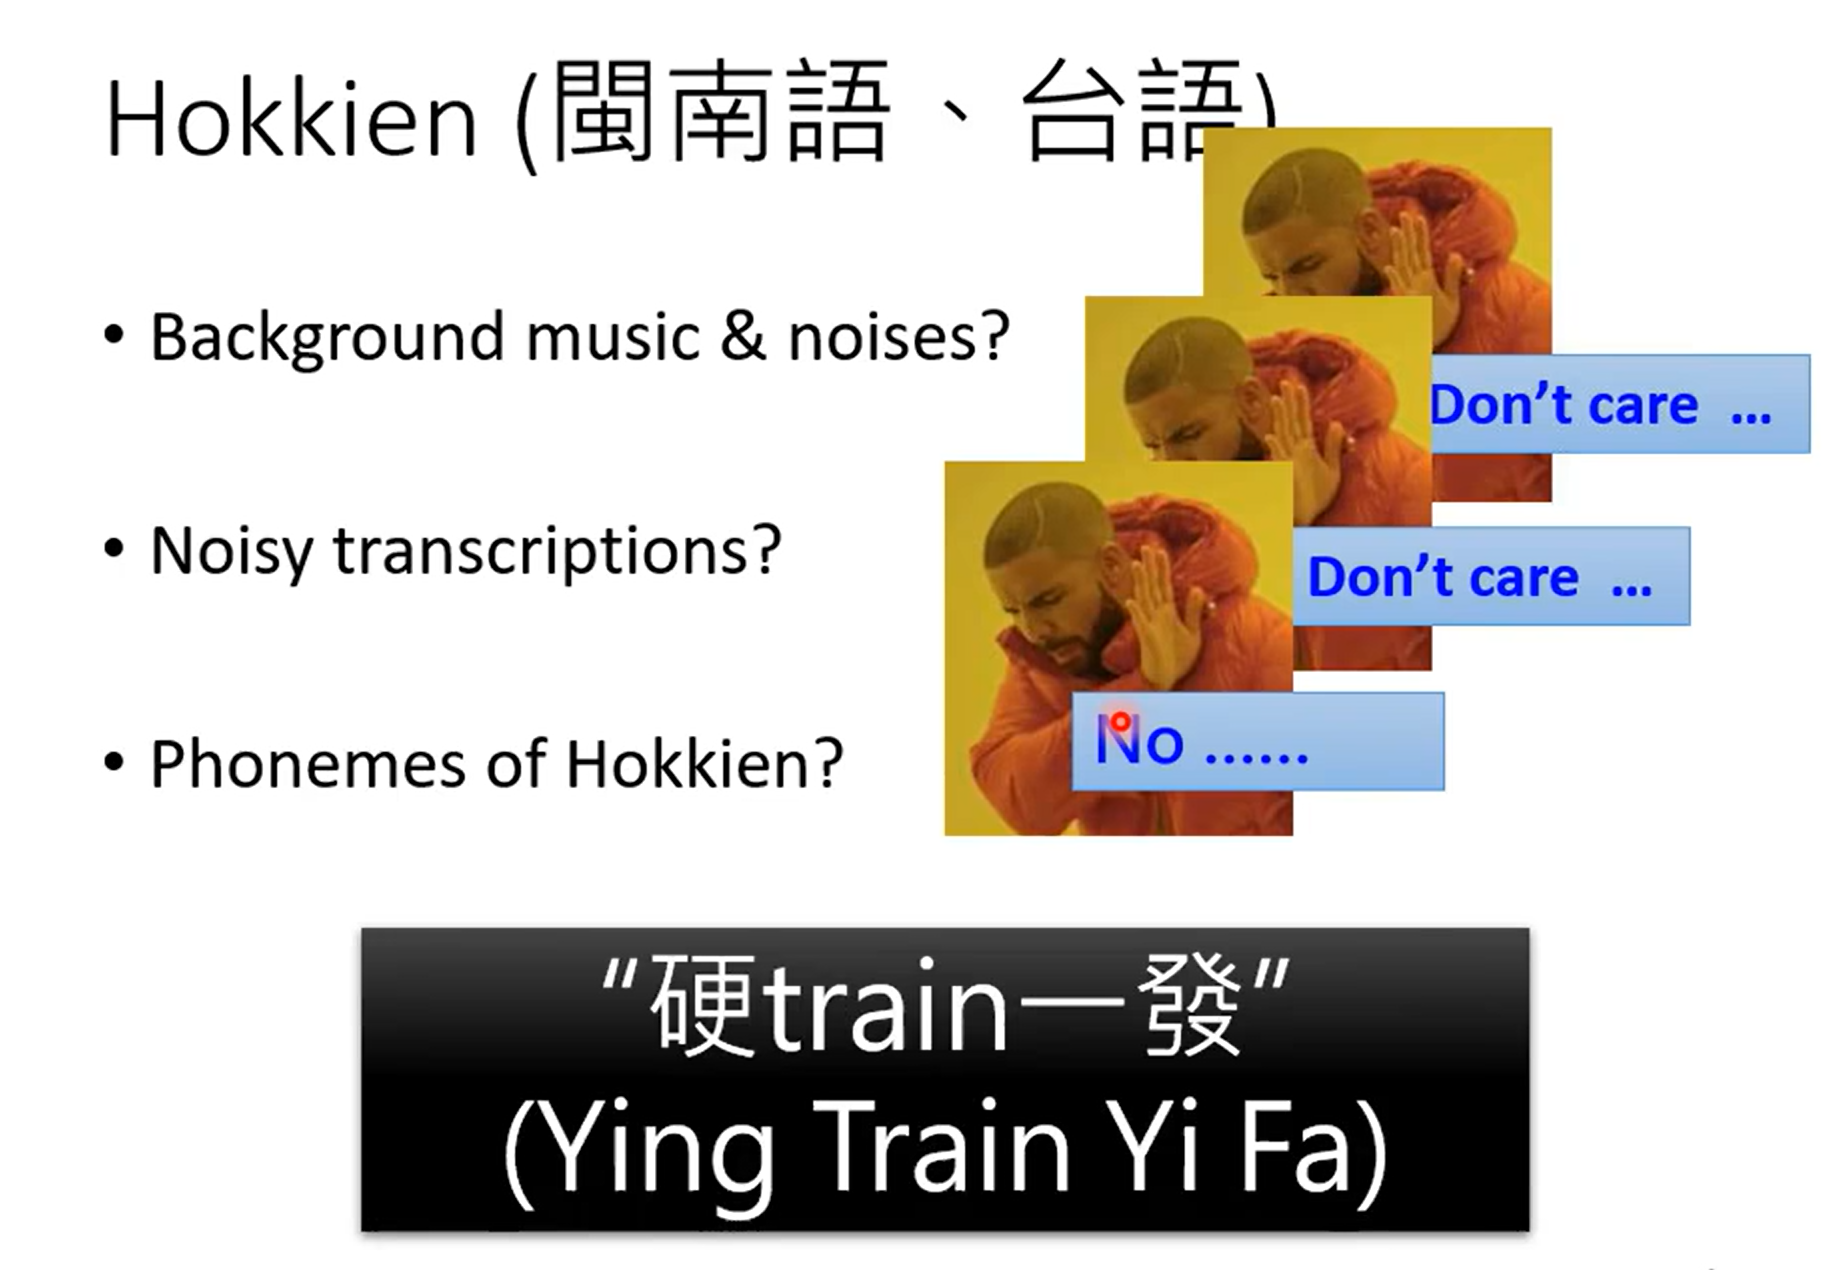 Hokkien (閩南語、台語)
• Background music & noises?
Don't care …
• Noisy transcriptions?
Don't care …
• Phonemes of Hokkien?
No ......
"硬train一發"
(Ying Train Yi Fa)